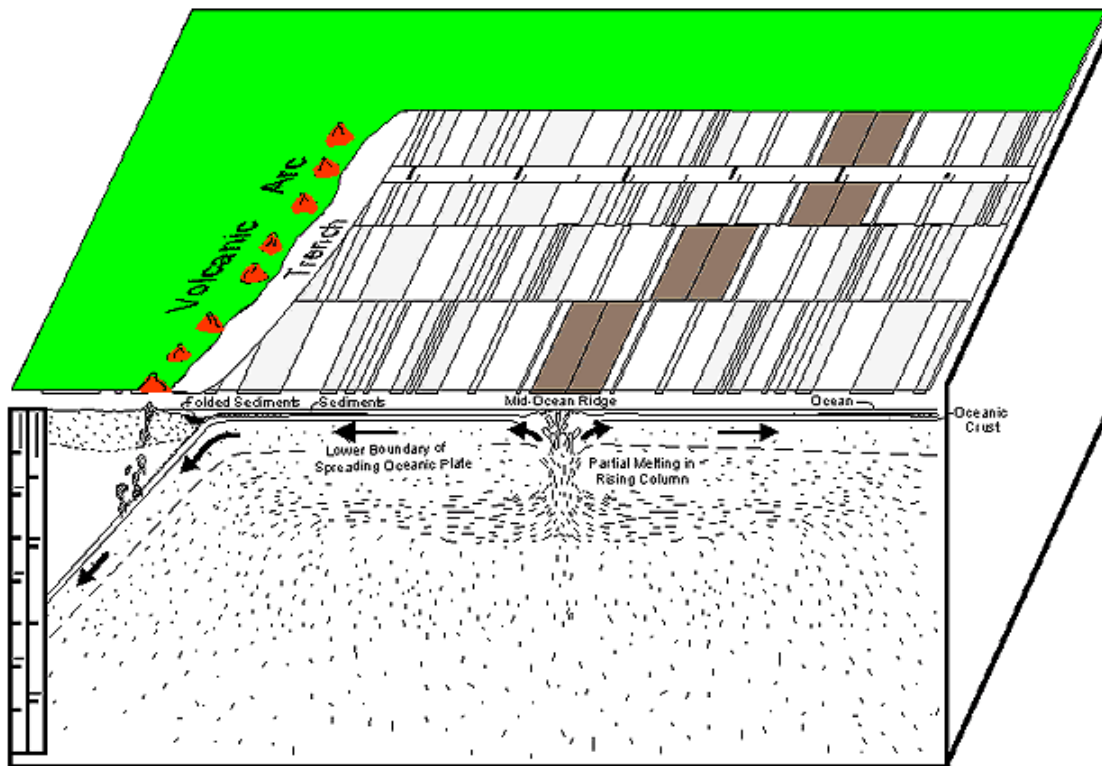 Volcanic Arc
Trench
Folded Sediments
Sediments
Mid-Ocean Ridge
Ocean
Oceanic
Crust
Lower Boundary of
Spreading Oceanic Plate
Partial Melting in
Rising Column